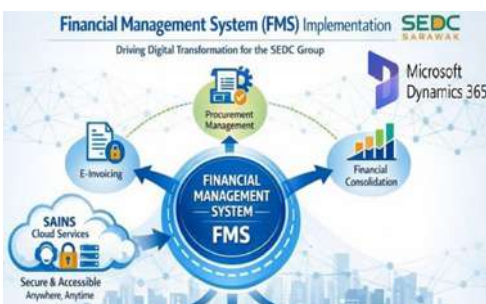 Financial Management System (FMS) Implementation
SEDC
SARAWAK
Driving Digital Transformation for the SEDC Group
Microsoft
Dynamics 365
Procurement
Management
E-Invoicing
Financial
Consolidation
FINANCIAL
MANAGEMENT
SYSTEM
FMS
SAINS
Cloud Services
Secure & Accessible
Anywhere, Anytime